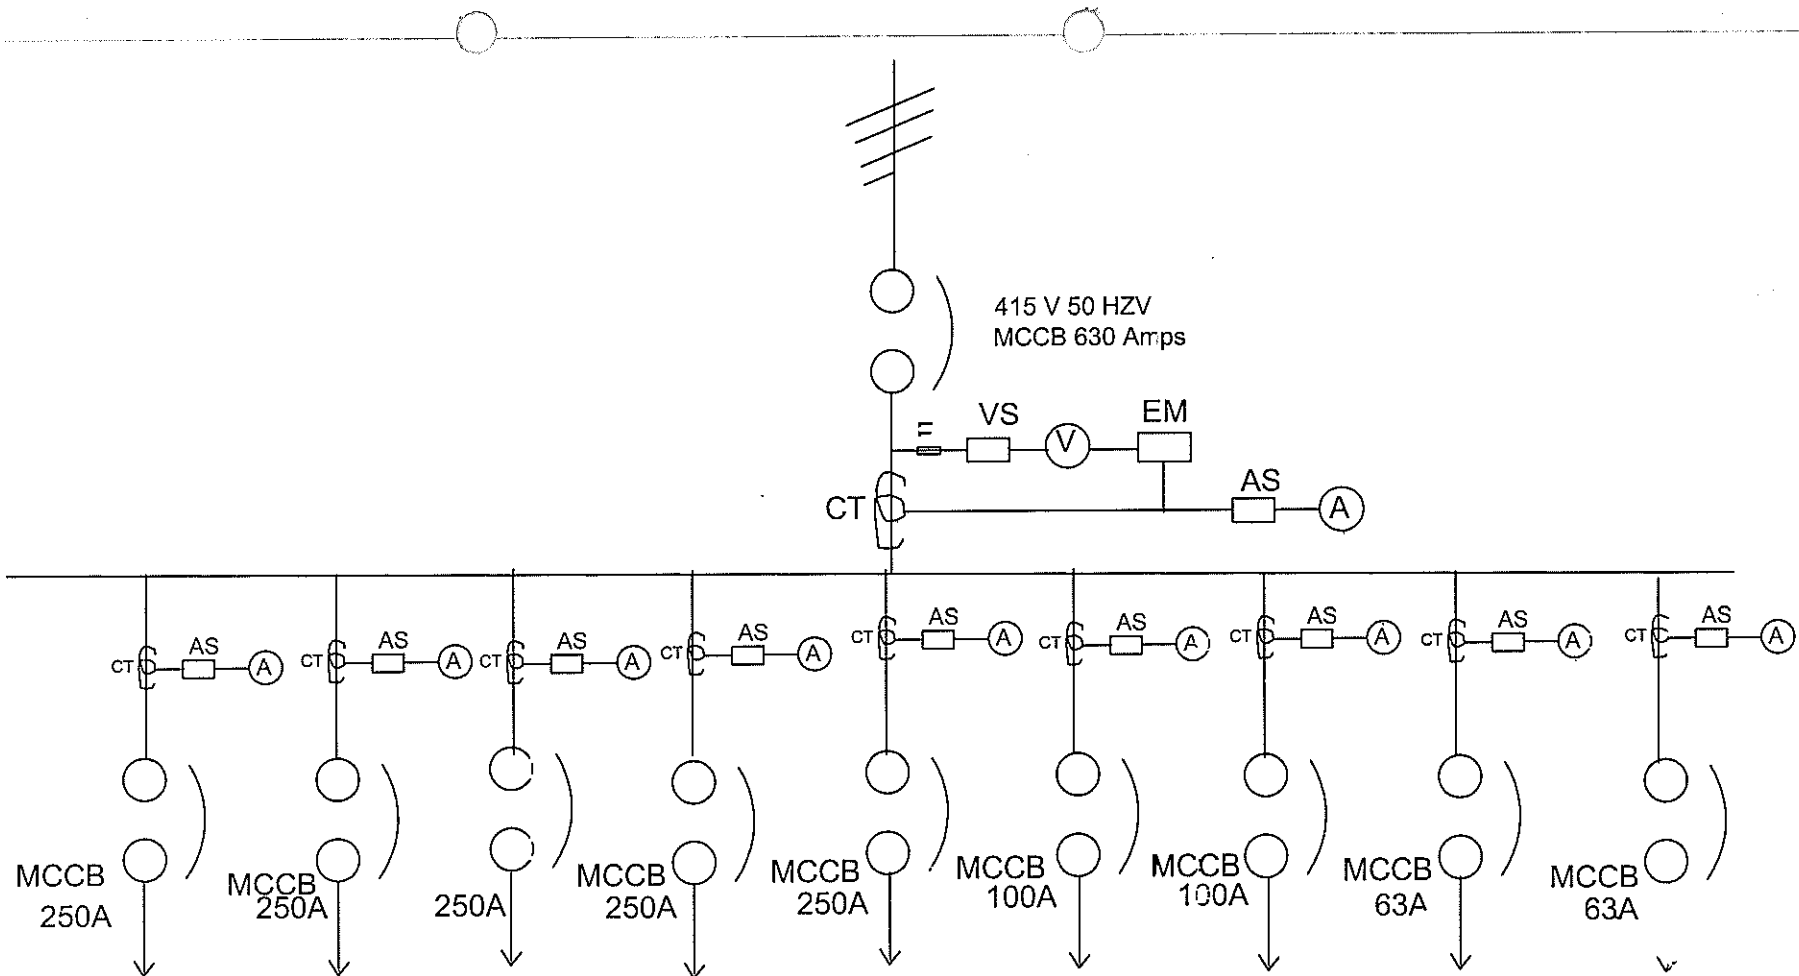 415 V 50 HZV
MCCB 630 Amps
VS
EM
F
V
CT
AS
A
CT AS A
CT AS A
CT AS A
CT AS A
CT AS A
CT AS A
CT AS A
CT AS A
CT AS A
MCCB
250A
MCCB
250A
250A
MCCB
250A
MCCB
250A
MCCB
100A
MCCB
100A
MCCB
63A
MCCB
63A